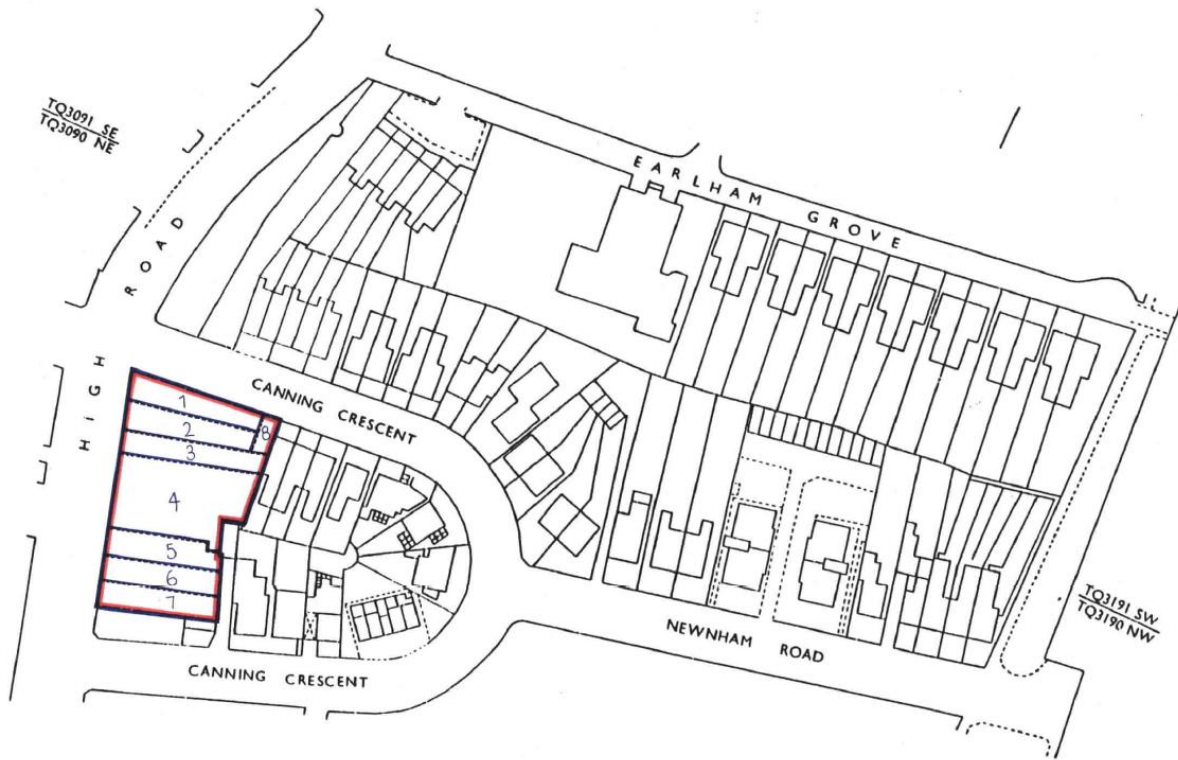 TQ3091 SE
TQ3090 NE
HIGH ROAD
EARLHAM GROVE
CANNING CRESCENT
1
2
8
3
4
5
6
7
CANNING CRESCENT
NEWNHAM ROAD
TQ3191 SW
TQ3190 NW